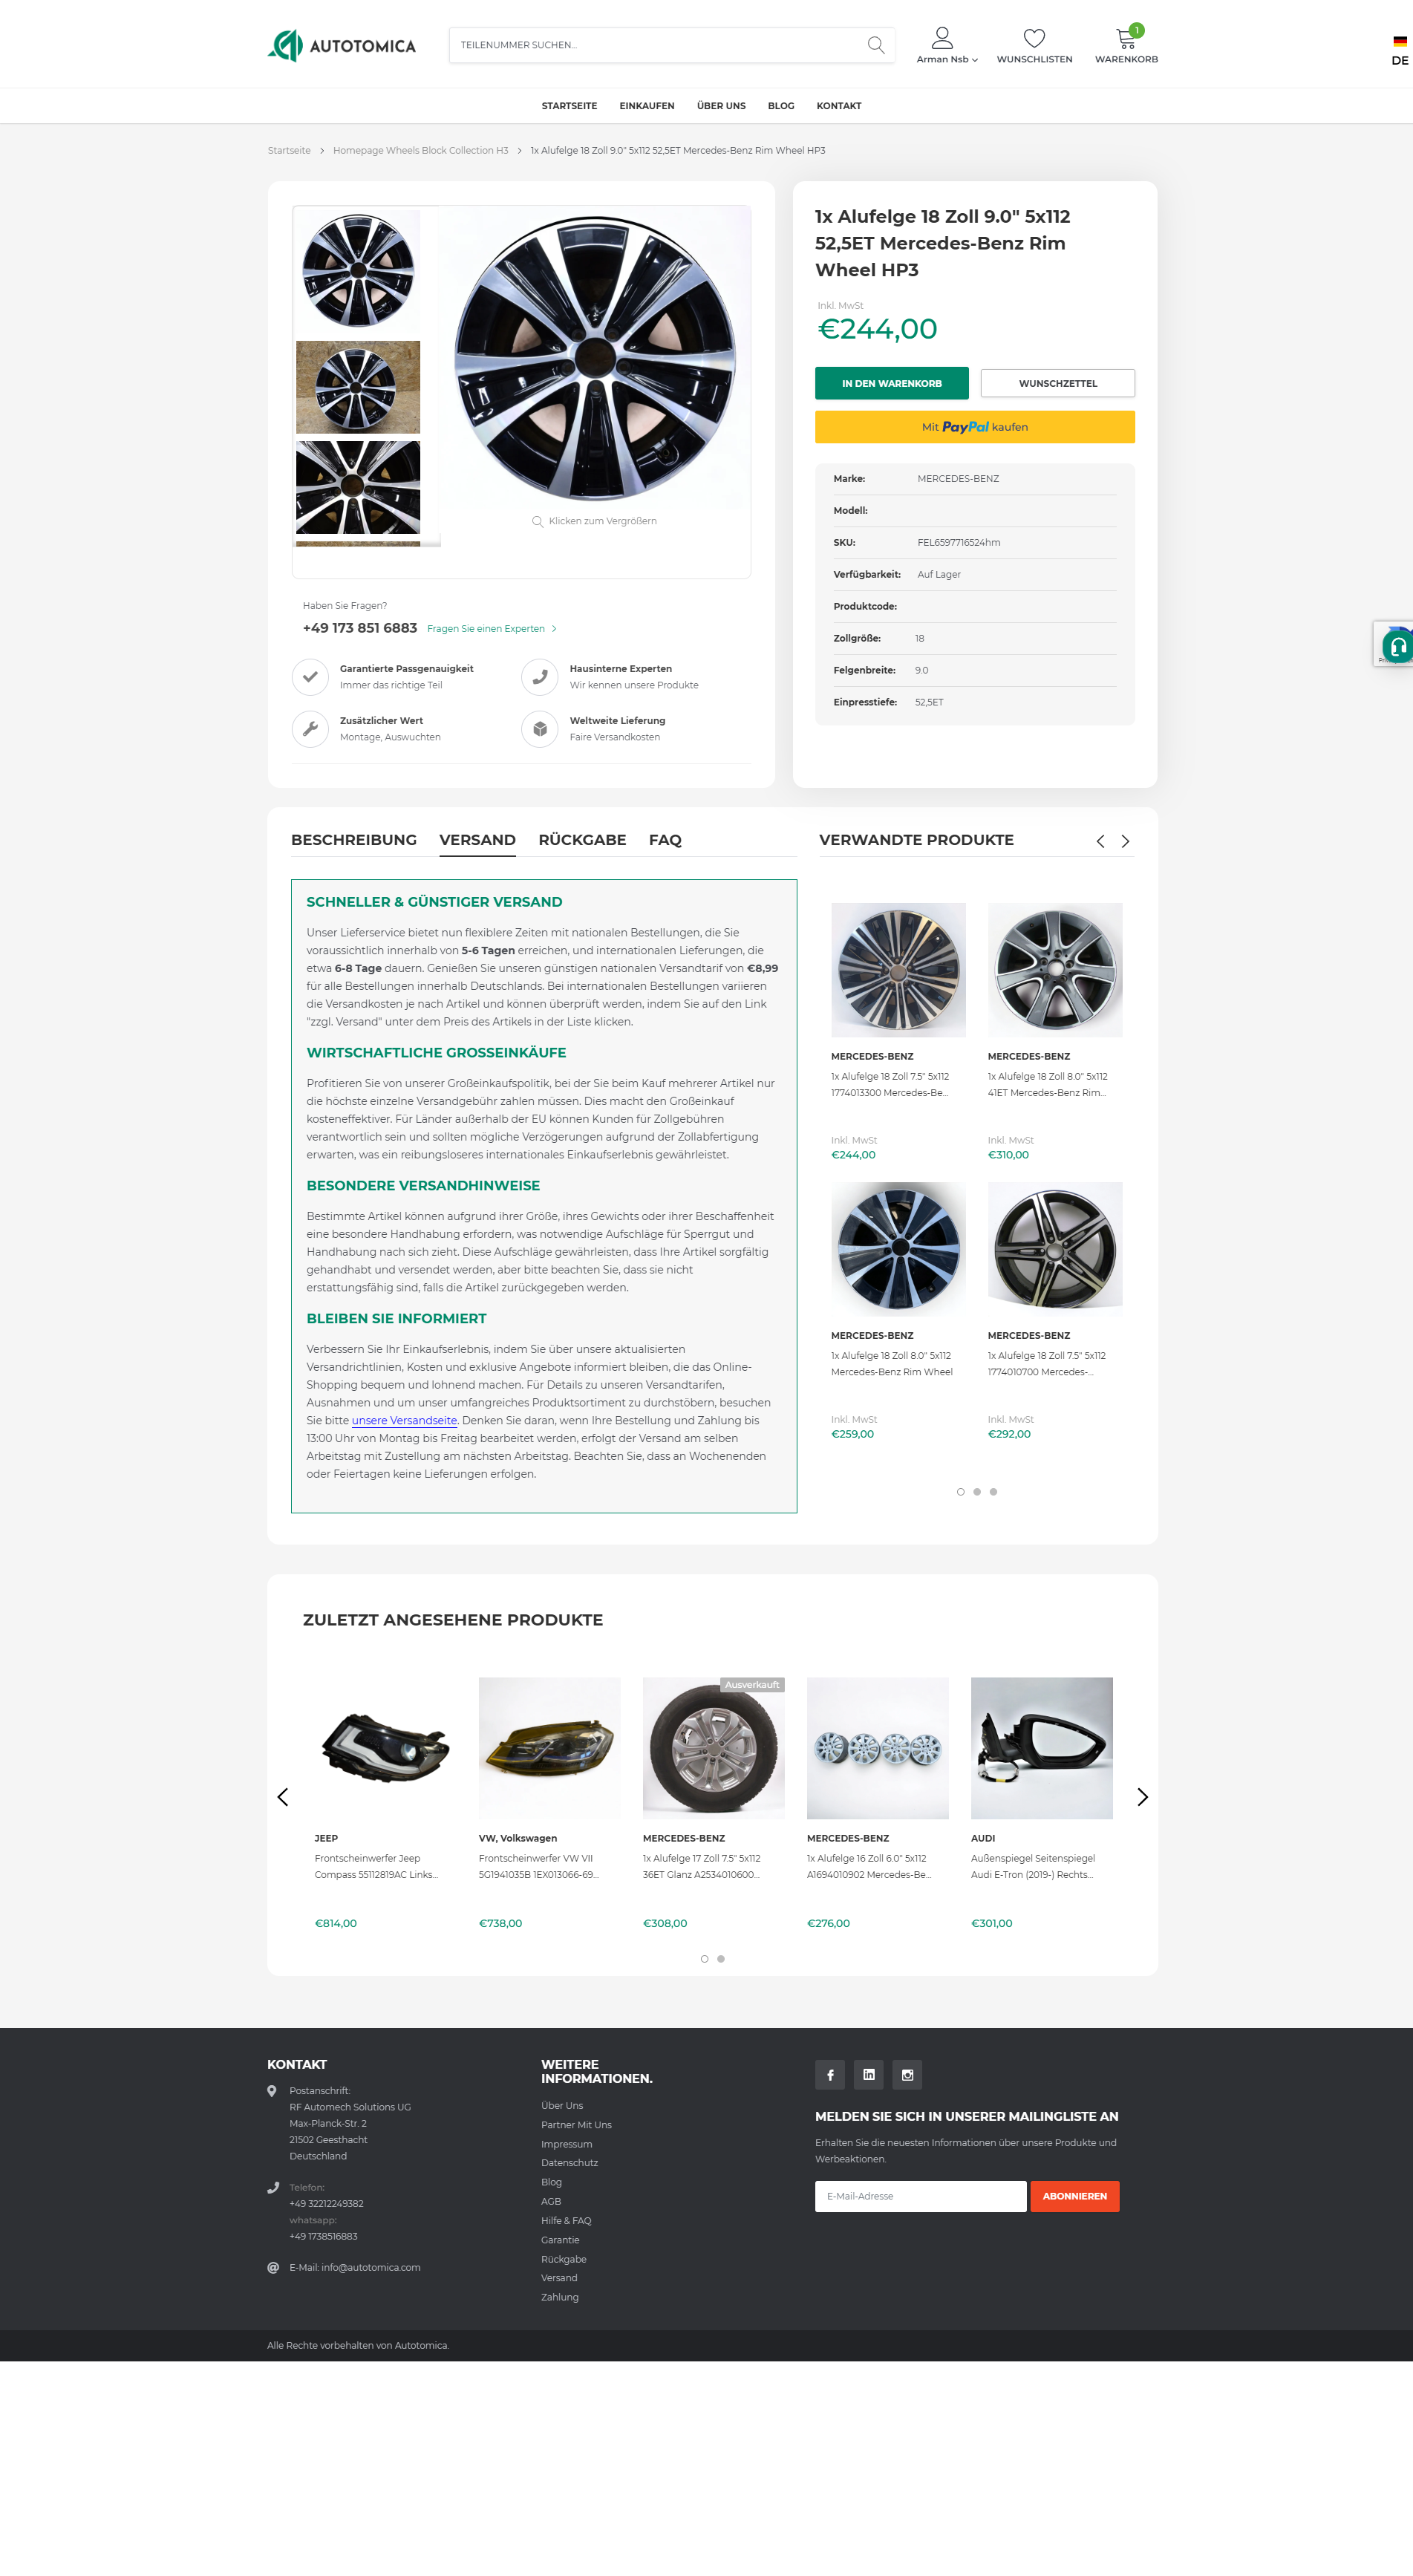 AUTOTOMICA
TEILENUMMER SUCHEN...
Arman Nsb
WUNSCHLISTEN
1
WARENKORB
DE
STARTSEITE
EINKAUFEN
ÜBER UNS
BLOG
KONTAKT
Startseite
Homepage Wheels Block Collection H3
1x Alufelge 18 Zoll 9.0" 5x112 52,5ET Mercedes-Benz Rim Wheel HP3
Klicken zum Vergrößern
Haben Sie Fragen?
+49 173 851 6883
Fragen Sie einen Experten
Garantierte Passgenauigkeit
Immer das richtige Teil
Hausinterne Experten
Wir kennen unsere Produkte
Zusätzlicher Wert
Montage, Auswuchten
Weltweite Lieferung
Faire Versandkosten
1x Alufelge 18 Zoll 9.0" 5x112
52,5ET Mercedes-Benz Rim
Wheel HP3
Inkl. MwSt
€244,00
IN DEN WARENKORB
WUNSCHZETTEL
Mit PayPal kaufen
Marke: MERCEDES-BENZ
Modell:
SKU: FEL6597716524hm
Verfügbarkeit: Auf Lager
Produktcode:
Zollgröße: 18
Felgenbreite: 9.0
Einpresstiefe: 52,5ET
BESCHREIBUNG
VERSAND
RÜCKGABE
FAQ
SCHNELLER & GÜNSTIGER VERSAND
Unser Lieferservice bietet nun flexiblere Zeiten mit nationalen Bestellungen, die Sie
voraussichtlich innerhalb von 5-6 Tagen erreichen, und internationalen Lieferungen, die
etwa 6-8 Tage dauern. Genießen Sie unseren günstigen nationalen Versandtarif von €8,99
für alle Bestellungen innerhalb Deutschlands. Bei internationalen Bestellungen variieren
die Versandkosten je nach Artikel und können überprüft werden, indem Sie auf den Link
"zzgl. Versand" unter dem Preis des Artikels in der Liste klicken.
WIRTSCHAFTLICHE GROSSEINKÄUFE
Profitieren Sie von unserer Großeinkaufspolitik, bei der Sie beim Kauf mehrerer Artikel nur
die höchste einzelne Versandgebühr zahlen müssen. Dies macht den Großeinkauf
kosteneffektiver. Für Länder außerhalb der EU können Kunden für Zollgebühren
verantwortlich sein und sollten mögliche Verzögerungen aufgrund der Zollabfertigung
erwarten, was ein reibungsloseres internationales Einkaufserlebnis gewährleistet.
BESONDERE VERSANDHINWEISE
Bestimmte Artikel können aufgrund ihrer Größe, ihres Gewichts oder ihrer Beschaffenheit
eine besondere Handhabung erfordern, was notwendige Aufschläge für Sperrgut und
Handhabung nach sich zieht. Diese Aufschläge gewährleisten, dass Ihre Artikel sorgfältig
gehandhabt und versendet werden, aber bitte beachten Sie, dass sie nicht
erstattungsfähig sind, falls die Artikel zurückgegeben werden.
BLEIBEN SIE INFORMIERT
Verbessern Sie Ihr Einkaufserlebnis, indem Sie über unsere aktualisierten
Versandrichtlinien, Kosten und exklusive Angebote informiert bleiben, die das Online-
Shopping bequem und lohnend machen. Für Details zu unseren Versandtarifen,
Ausnahmen und um unser umfangreiches Produktsortiment zu durchstöbern, besuchen
Sie bitte unsere Versandseite. Denken Sie daran, wenn Ihre Bestellung und Zahlung bis
13:00 Uhr von Montag bis Freitag bearbeitet werden, erfolgt der Versand am selben
Arbeitstag mit Zustellung am nächsten Arbeitstag. Beachten Sie, dass an Wochenenden
oder Feiertagen keine Lieferungen erfolgen.
VERWANDTE PRODUKTE
MERCEDES-BENZ
1x Alufelge 18 Zoll 7.5" 5x112
1774013300 Mercedes-Be...
Inkl. MwSt
€244,00
MERCEDES-BENZ
1x Alufelge 18 Zoll 8.0" 5x112
41ET Mercedes-Benz Rim...
Inkl. MwSt
€310,00
MERCEDES-BENZ
1x Alufelge 18 Zoll 8.0" 5x112
Mercedes-Benz Rim Wheel
Inkl. MwSt
€259,00
MERCEDES-BENZ
1x Alufelge 18 Zoll 7.5" 5x112
1774010700 Mercedes-...
Inkl. MwSt
€292,00
ZULETZT ANGESEHENE PRODUKTE
JEEP
Frontscheinwerfer Jeep
Compass 55112819AC Links...
€814,00
VW, Volkswagen
Frontscheinwerfer VW VII
5G1941035B 1EX013066-69...
€738,00
Ausverkauft
MERCEDES-BENZ
1x Alufelge 17 Zoll 7.5" 5x112
36ET Glanz A2534010600...
€308,00
MERCEDES-BENZ
1x Alufelge 16 Zoll 6.0" 5x112
A1694010902 Mercedes-Be...
€276,00
AUDI
Außenspiegel Seitenspiegel
Audi E-Tron (2019-) Rechts...
€301,00
KONTAKT
Postanschrift:
RF Automech Solutions UG
Max-Planck-Str. 2
21502 Geesthacht
Deutschland
Telefon:
+49 32212249382
whatsapp:
+49 1738516883
E-Mail: info@autotomica.com
WEITERE
INFORMATIONEN.
Über Uns
Partner Mit Uns
Impressum
Datenschutz
Blog
AGB
Hilfe & FAQ
Garantie
Rückgabe
Versand
Zahlung
MELDEN SIE SICH IN UNSERER MAILINGLISTE AN
Erhalten Sie die neuesten Informationen über unsere Produkte und
Werbeaktionen.
E-Mail-Adresse
ABONNIEREN
Alle Rechte vorbehalten von Autotomica.